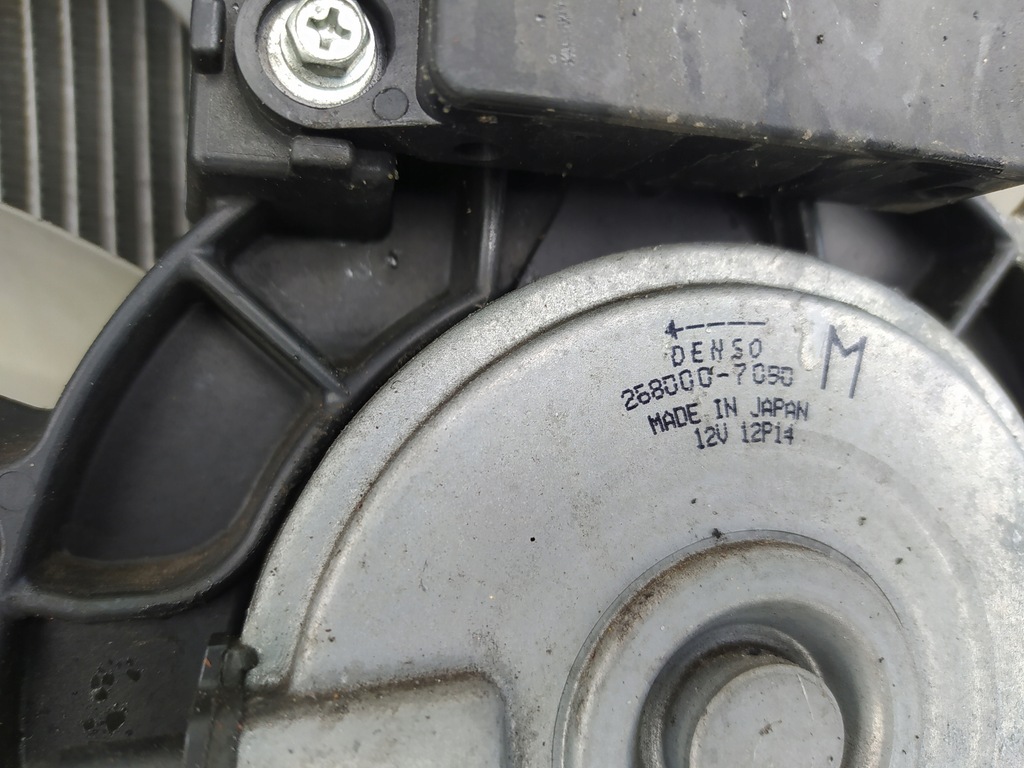 DENSO
268000-7090
MADE IN JAPAN
12V 12P14
M